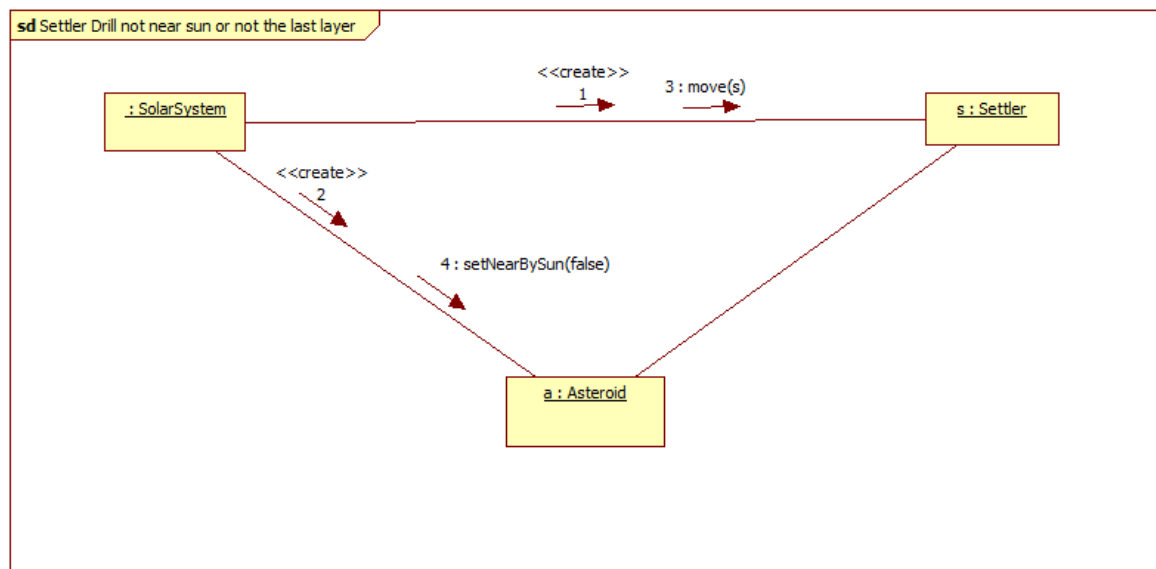 sd Settler Drill not near sun or not the last layer
<<create>>
1
3 : move(s)
: SolarSystem
s : Settler
<<create>>
2
4 : setNearBySun(false)
a : Asteroid